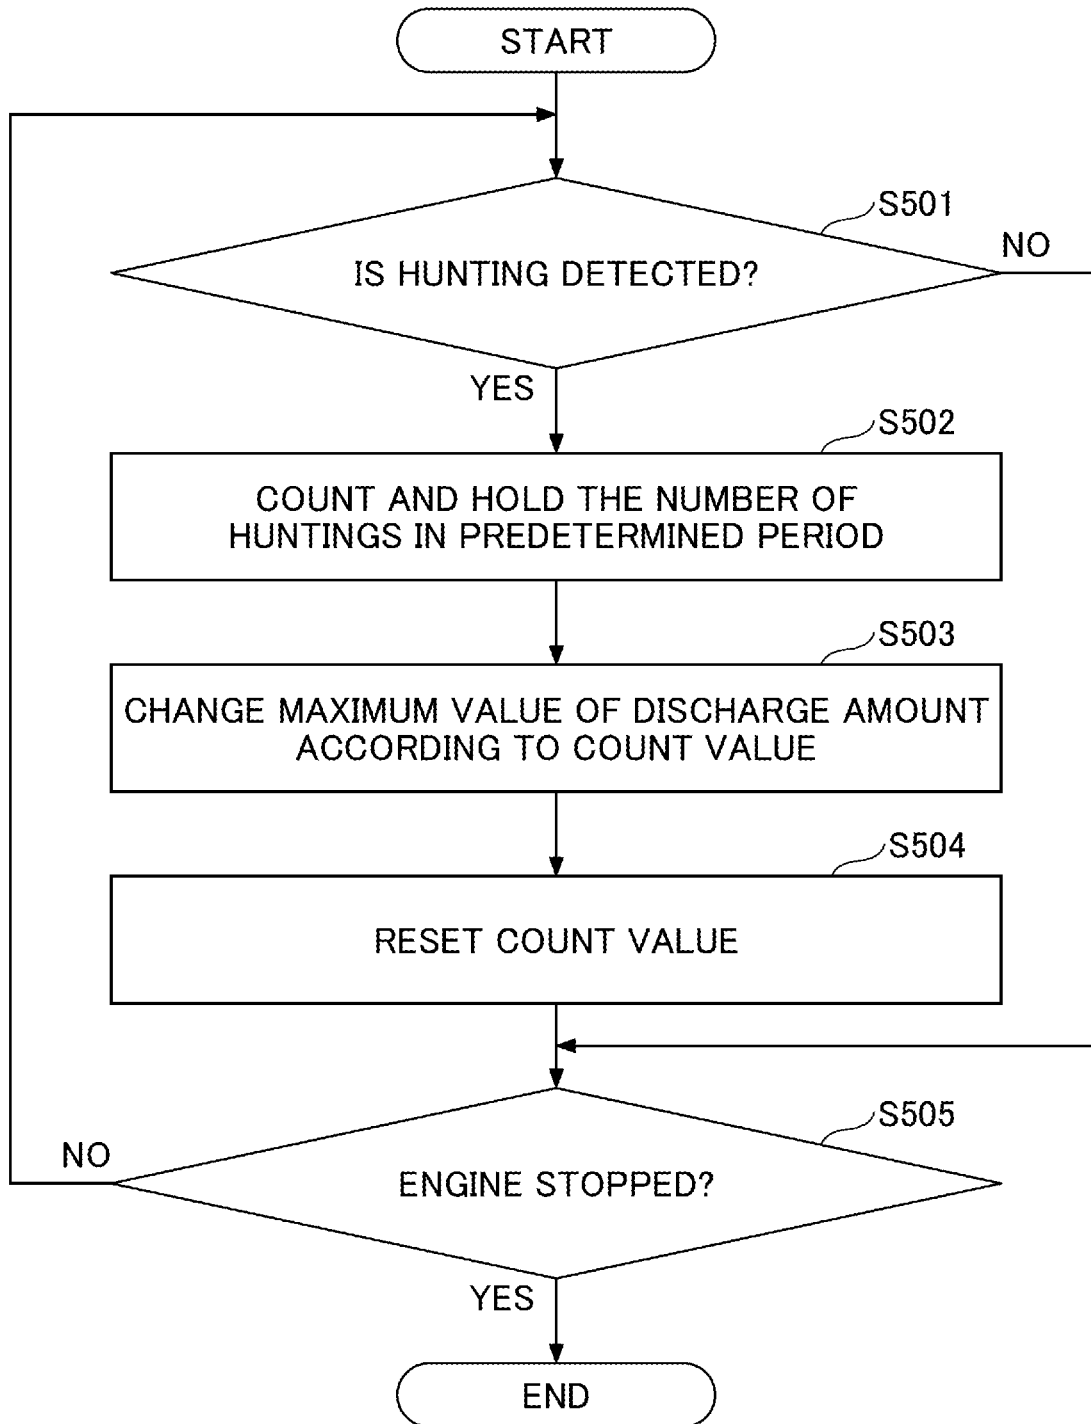 START
S501
IS HUNTING DETECTED?
NO
YES
S502
COUNT AND HOLD THE NUMBER OF
HUNTINGS IN PREDETERMINED PERIOD
S503
CHANGE MAXIMUM VALUE OF DISCHARGE AMOUNT
ACCORDING TO COUNT VALUE
S504
RESET COUNT VALUE
S505
NO
ENGINE STOPPED?
YES
END